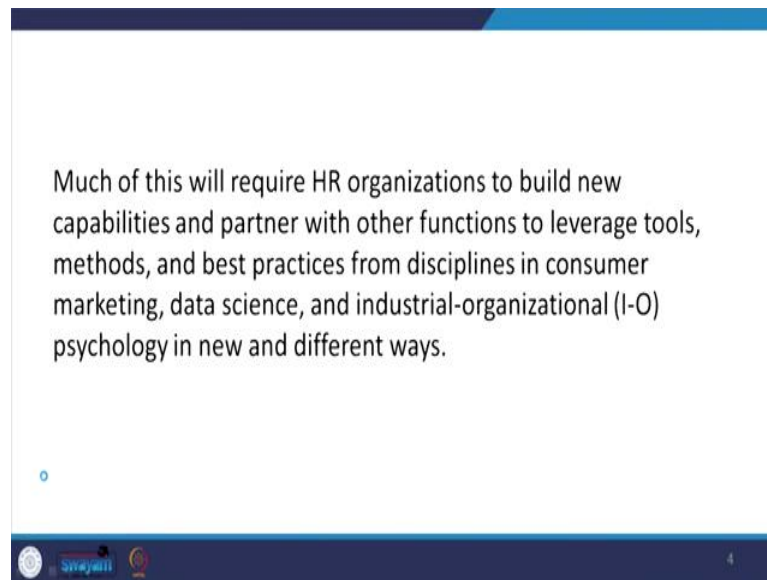 Much of this will require HR organizations to build new
capabilities and partner with other functions to leverage tools,
methods, and best practices from disciplines in consumer
marketing, data science, and industrial-organizational (I-O)
psychology in new and different ways.
swayam
4